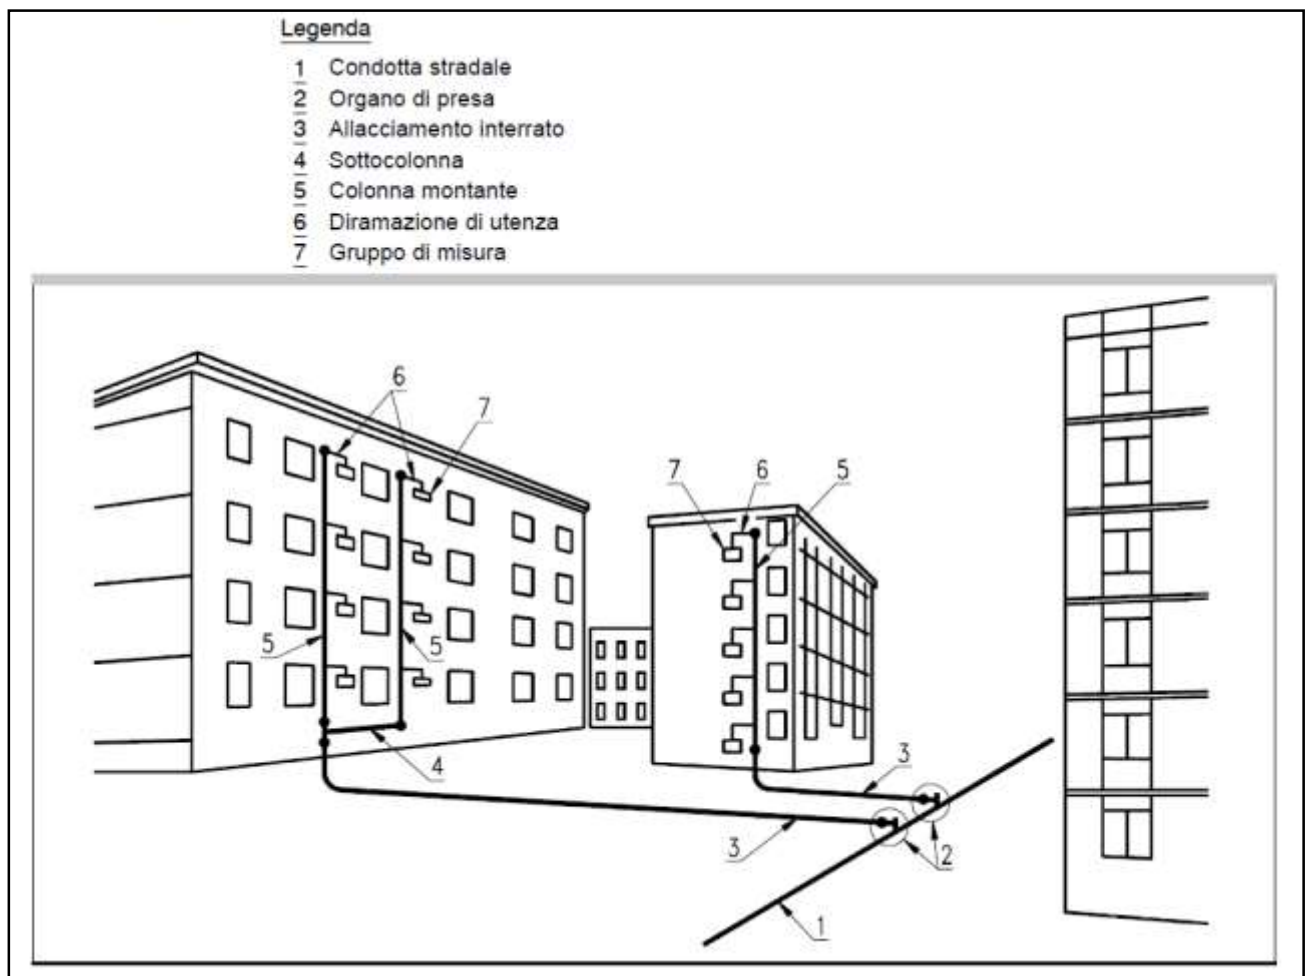 Legenda
1 Condotta stradale
2 Organo di presa
3 Allacciamento interrato
4 Sottocolonna
5 Colonna montante
6 Diramazione di utenza
7 Gruppo di misura
6
7
7 6 5
5 5
4
3
3
2
1